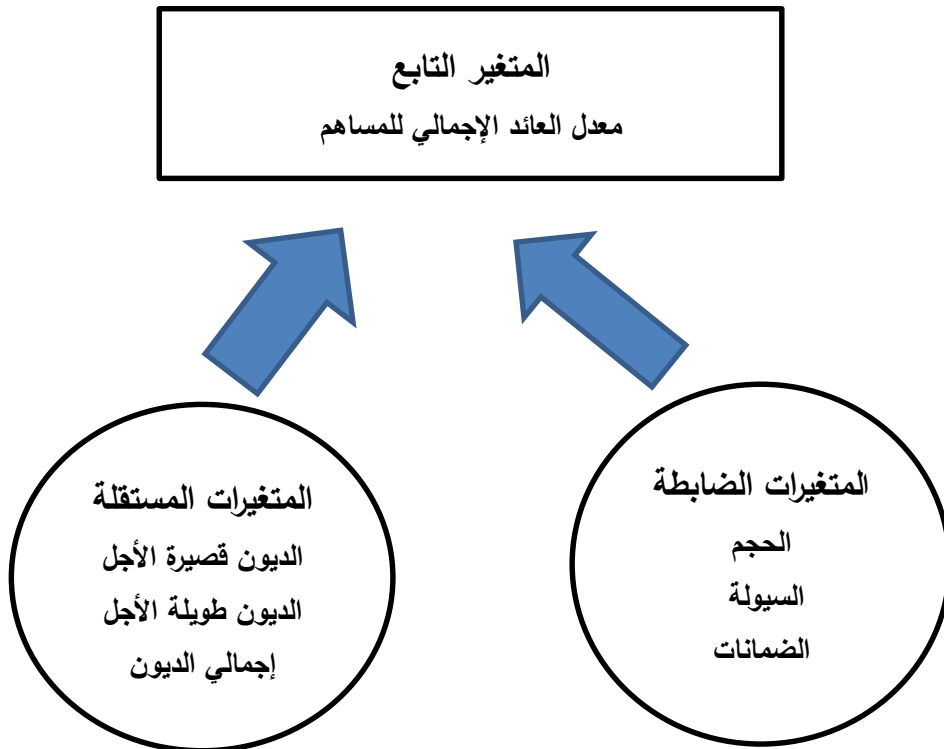 المتغير التابع
معدل العائد الإجمالي للمساهم
المتغيرات الضابطة
الحجم
السيولة
الضمانات
المتغيرات المستقلة
الديون قصيرة الأجل
الديون طويلة الأجل
إجمالي الديون